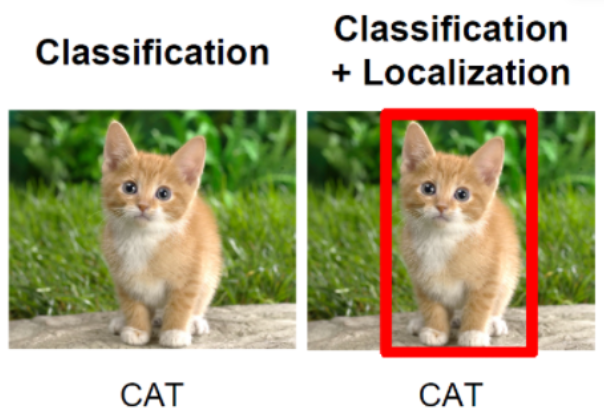 Classification
Classification
+ Localization
CAT
CAT